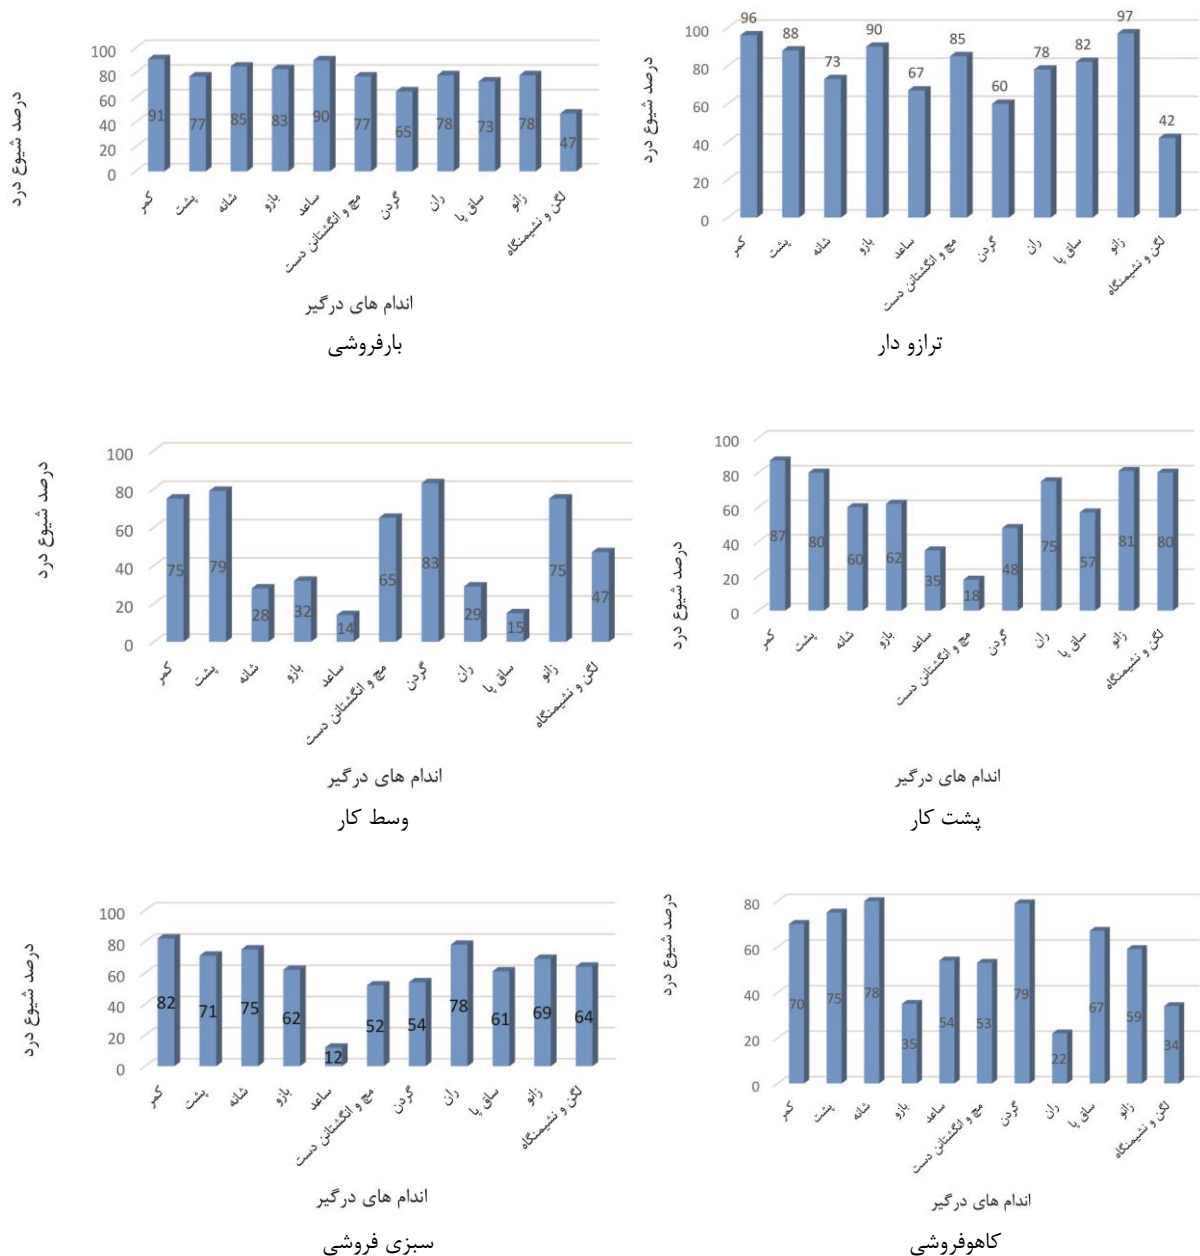 درصد شیوع درد
100
80
60
40
20
0
91
77
85
83
90
77
65
78
73
78
47
کمر
پشت
شانه
بازو
ساعد
مچ و انگشتانن دست
گردن
ران
ساق پا
زانو
لگن و نشیمنگاه
اندام های درگیر
بارفروشی
درصد شیوع درد
100
80
60
40
20
0
96
88
73
90
67
85
60
78
82
97
42
کمر
پشت
شانه
بازو
ساعد
مچ و انگشتانن دست
گردن
ران
ساق پا
زانو
لگن و نشیمنگاه
ترازو دار
درصد شیوع درد
100
80
60
40
20
0
75
79
28
32
14
65
83
29
15
75
47
کمر
پشت
شانه
بازو
ساعد
مچ و انگشتانن دست
گردن
ران
ساق پا
زانو
لگن و نشیمنگاه
اندام های درگیر
وسط کار
درصد شیوع درد
100
80
60
40
20
0
87
80
60
62
35
18
48
75
57
81
80
کمر
پشت
شانه
بازو
ساعد
مچ و انگشتانن دست
گردن
ران
ساق پا
زانو
لگن و نشیمنگاه
اندام های درگیر
پشت کار
درصد شیوع درد
100
80
60
40
20
0
82
71
75
62
12
52
54
78
61
69
64
کمر
پشت
شانه
بازو
ساعد
مچ و انگشتانن دست
گردن
ران
ساق پا
زانو
لگن و نشیمنگاه
اندام های درگیر
سبزی فروشی
درصد شیوع درد
80
60
40
20
0
70
75
78
35
54
53
79
22
67
59
34
کمر
پشت
شانه
بازو
ساعد
مچ و انگشتانن دست
گردن
ران
ساق پا
زانو
لگن و نشیمنگاه
اندام های درگیر
کاهوفروشی